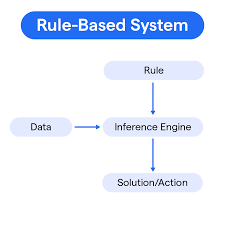 Rule-Based System
Rule
Data
Inference Engine
Solution/Action